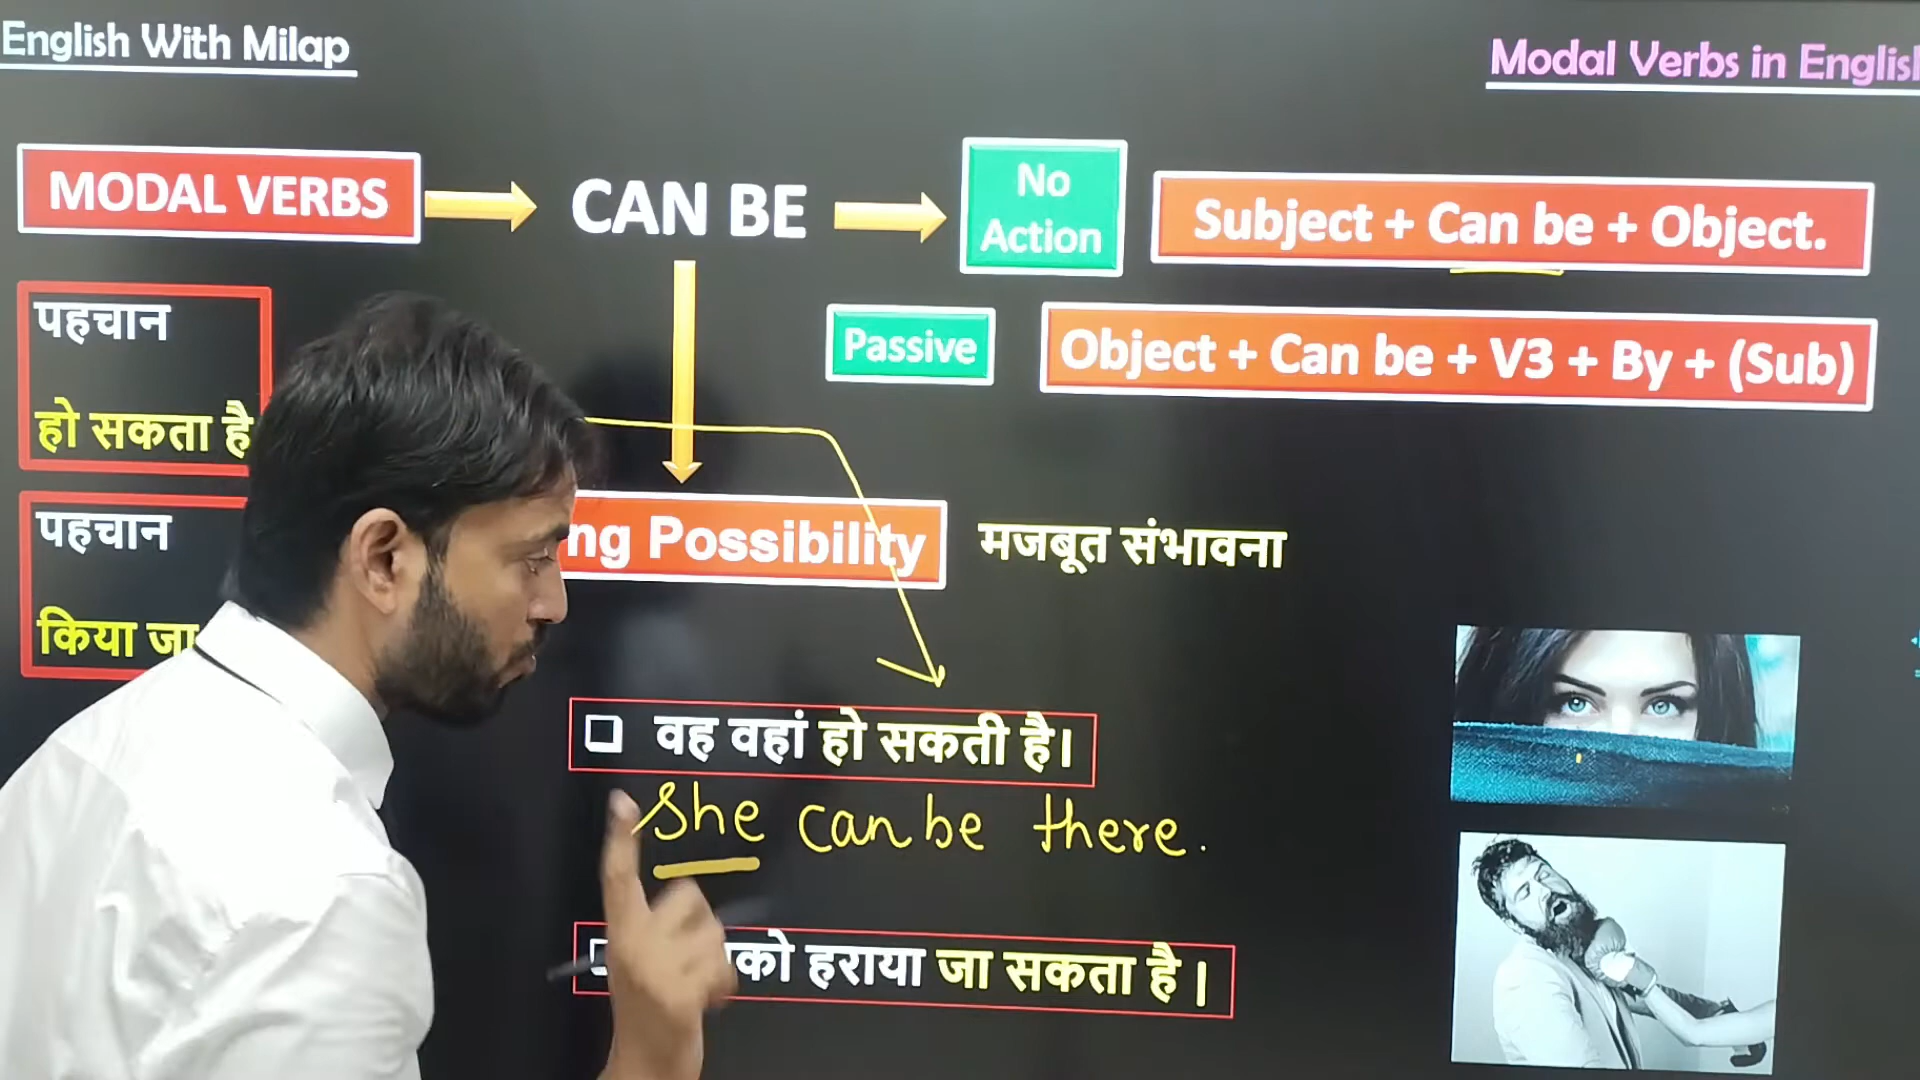 English With Milap
Modal Verbs in English
MODAL VERBS
CAN BE
No
Action
Subject + Can be + Object.
Passive
Object + Can be + V3 + By + (Sub)
पहचान
हो सकता है
पहचान
किया जा
Possibility
मजबूत संभावना
वह वहां हो सकती है।
She can be there.
हराया जा सकता है।